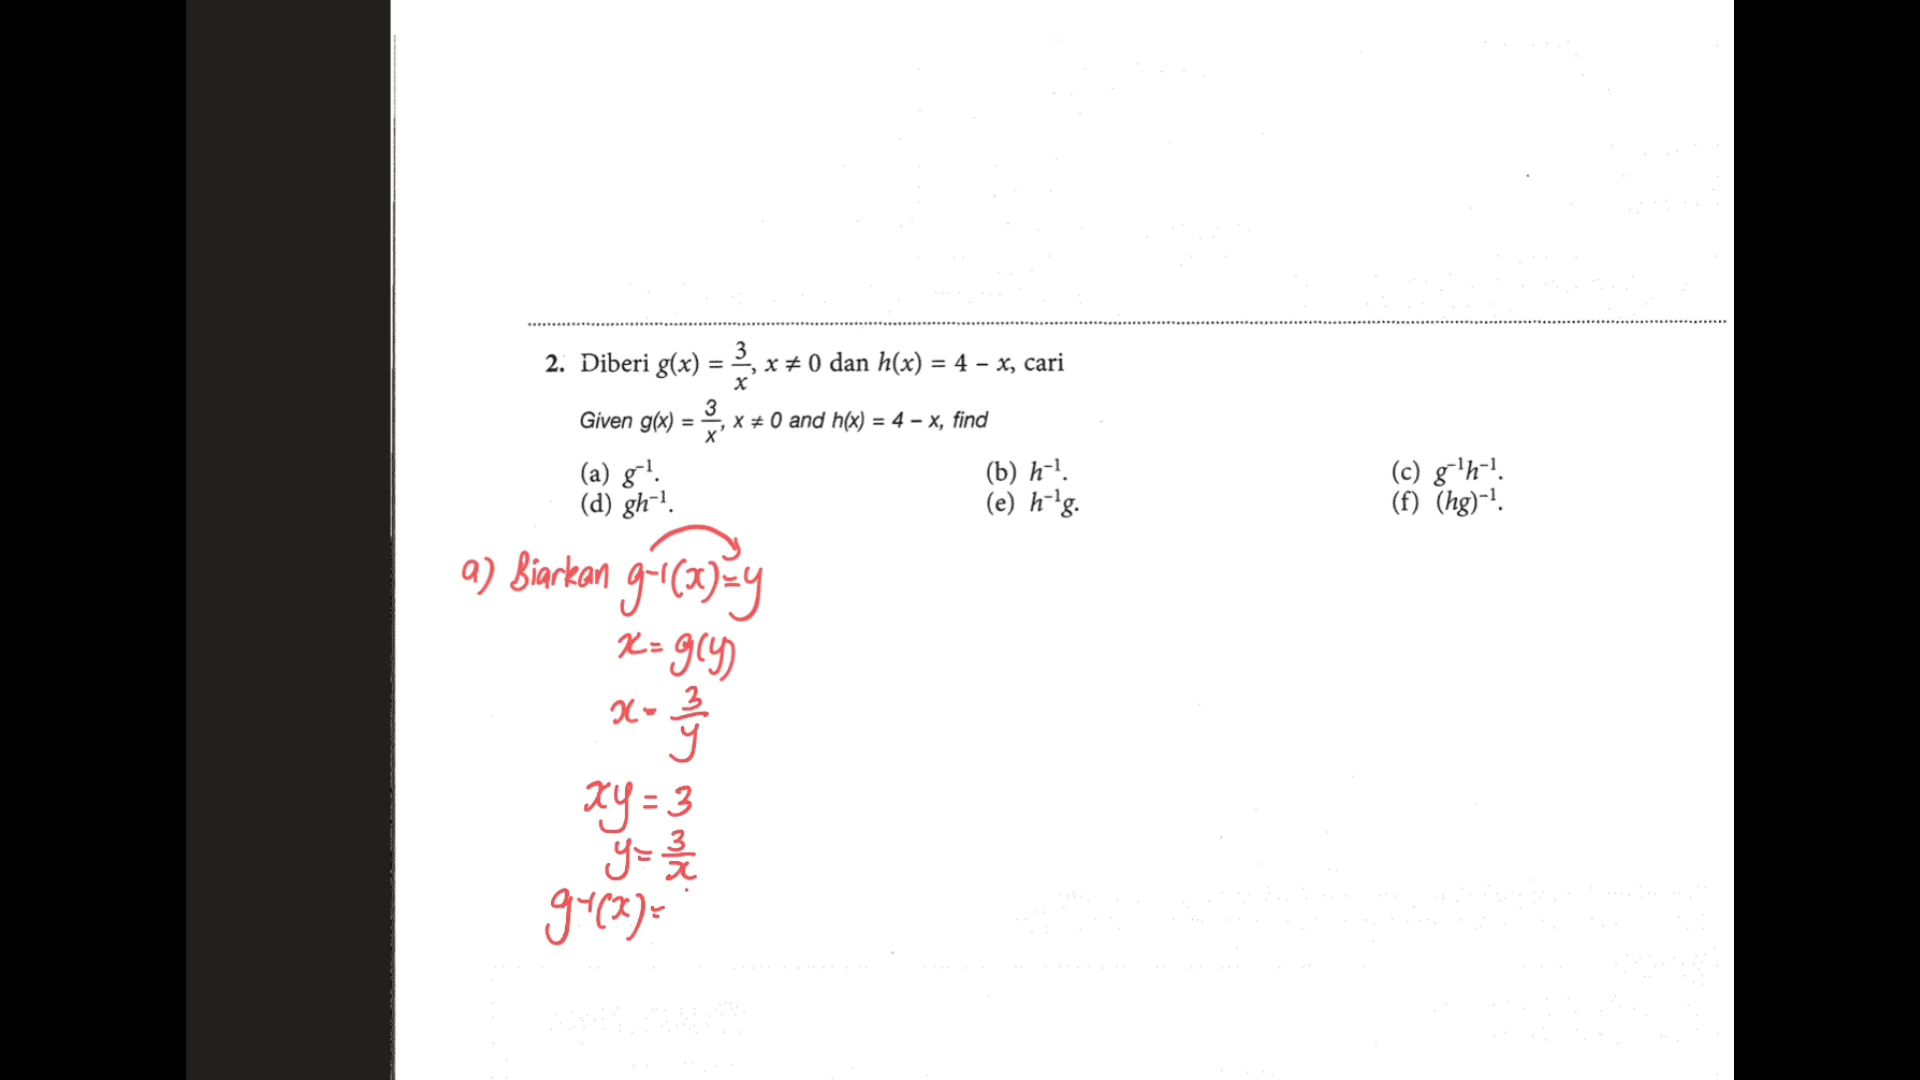 2. Diberi g(x) = 3/x, x ≠ 0 dan h(x) = 4 – x, cari
Given g(x) = 3/x, x ≠ 0 and h(x) = 4 – x, find
(a) g⁻¹. (b) h⁻¹. (c) g⁻¹h⁻¹.
(d) gh⁻¹. (e) h⁻¹g. (f) (hg)⁻¹.
a) Biarkan g⁻¹(x)=y
x = g(y)
x = 3/y
xy = 3
y = 3/x
g⁻¹(x) =